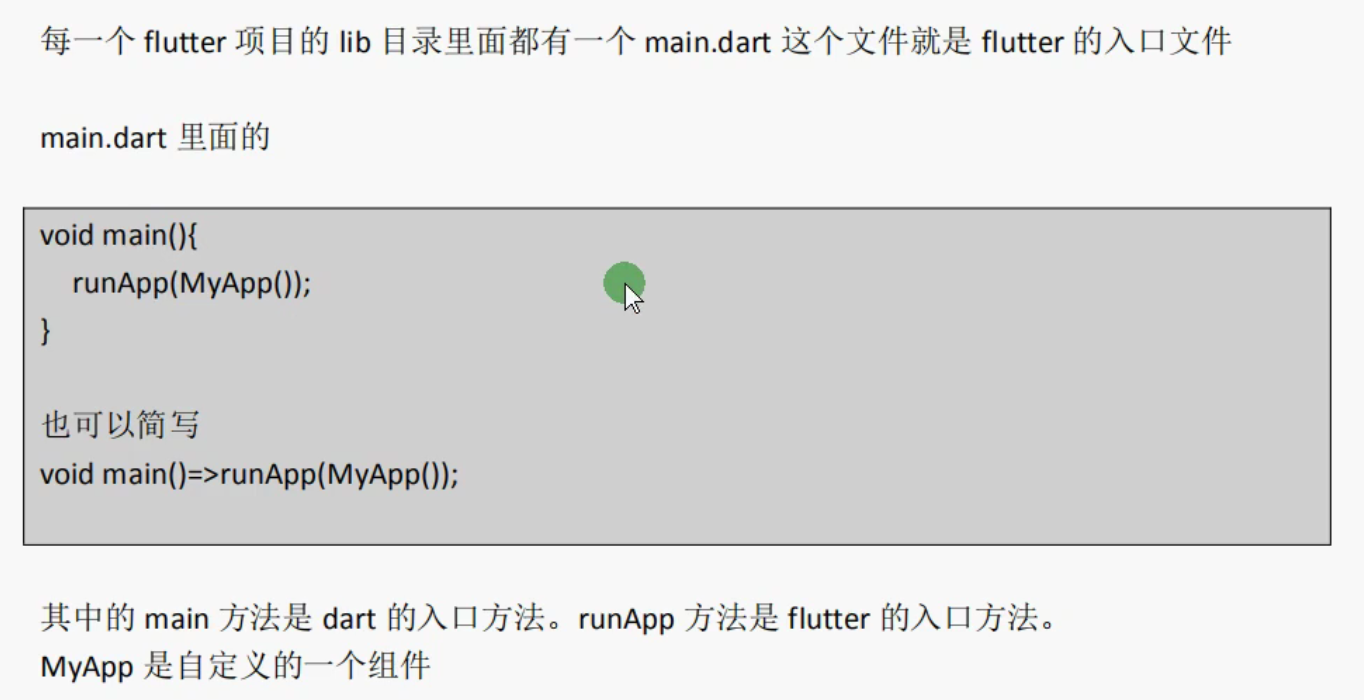 每一个 flutter 项目的 lib 目录里面都有一个 main.dart 这个文件就是 flutter 的入口文件
main.dart 里面的
void main(){
runApp(MyApp());
}
也可以简写
void main()=>runApp(MyApp());
其中的 main 方法是 dart 的入口方法。runApp 方法是 flutter 的入口方法。
MyApp 是自定义的一个组件